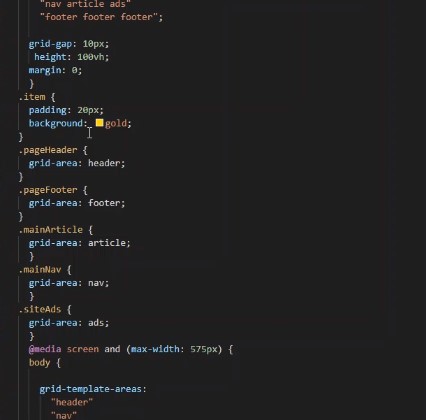 "nav article ads"
"footer footer footer";
grid-gap: 10px;
height: 100vh;
margin: 0;
}
.item {
padding: 20px;
background: gold;
}
.pageHeader {
grid-area: header;
}
.pageFooter {
grid-area: footer;
}
.mainArticle {
grid-area: article;
}
.mainNav {
grid-area: nav;
}
.siteAds {
grid-area: ads;
}
@media screen and (max-width: 575px) {
body {
grid-template-areas:
"header"
"nav"